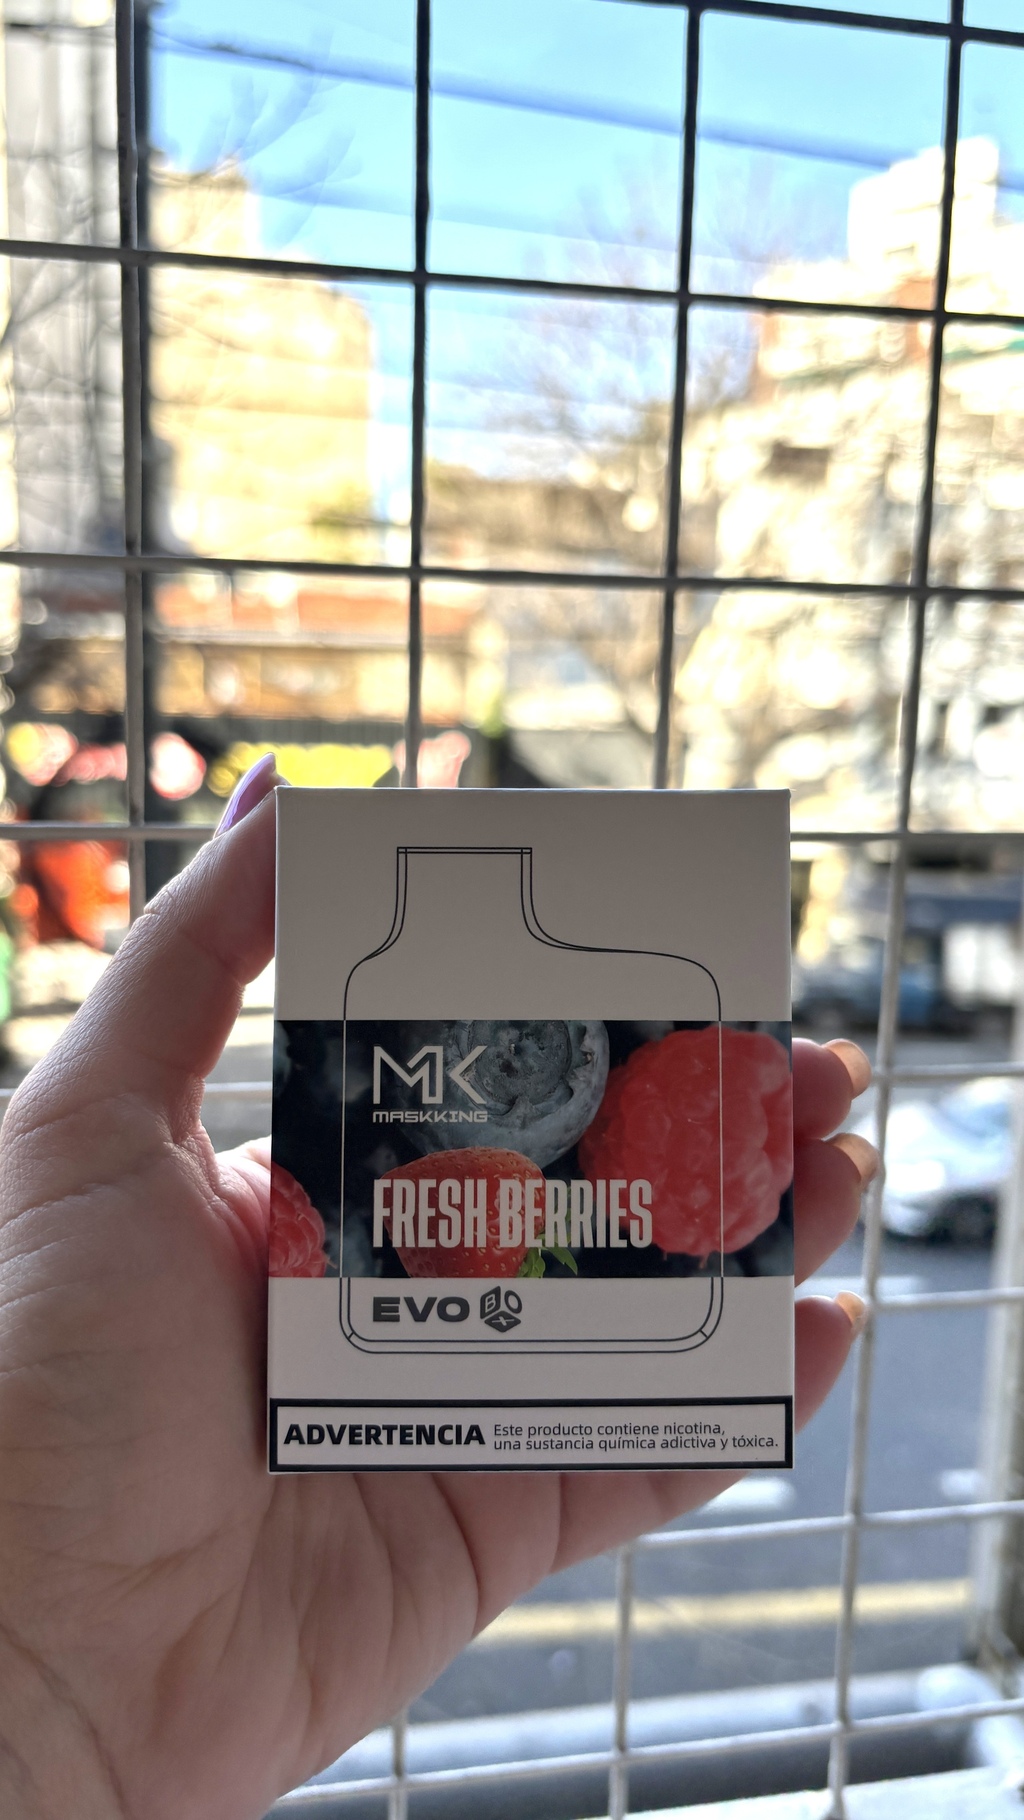 MK
MASKKING
FRESH BERRIES
EVO BOX
ADVERTENCIA Este producto contiene nicotina,
una sustancia química adictiva y tóxica.